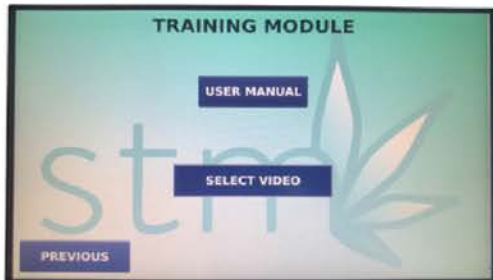 TRAINING MODULE
USER MANUAL
SELECT VIDEO
stm
PREVIOUS